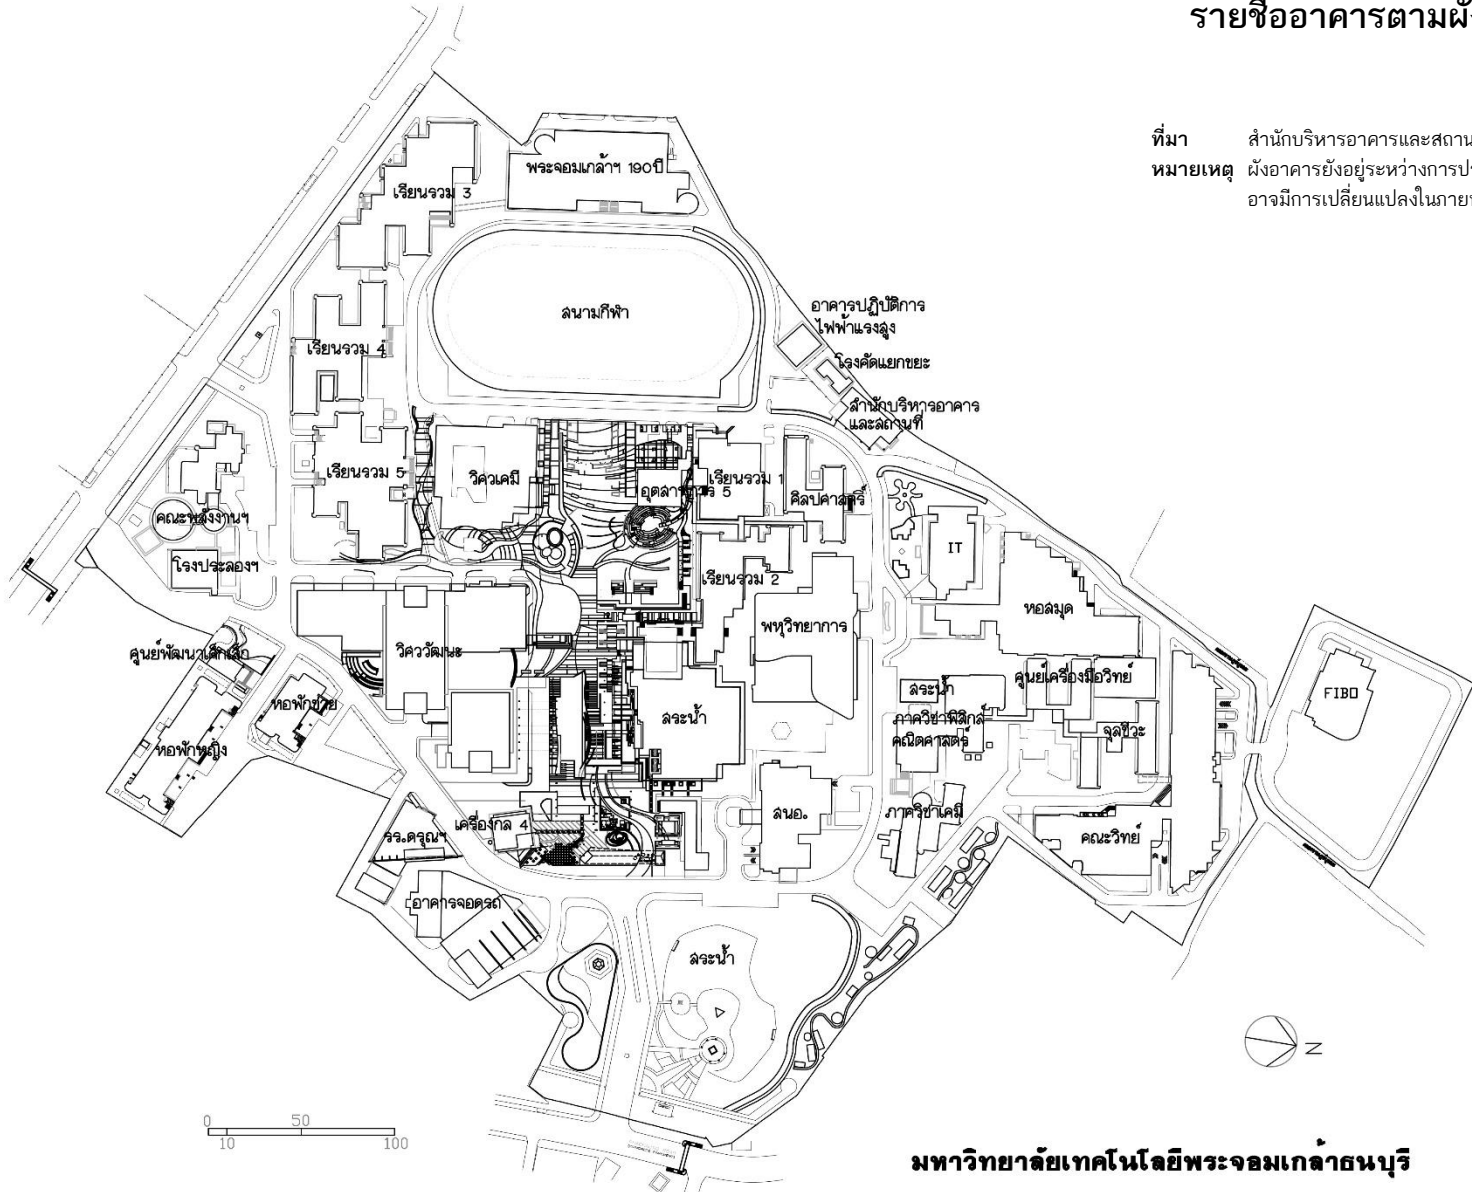 รายชื่ออาคารตามผั
ที่มา สำนักบริหารอาคารและสถาน
หมายเหตุ ผังอาคารยังอยู่ระหว่างการป
อาจมีการเปลี่ยนแปลงในภาย
พระจอมเกล้าฯ 190ปี
เรียนรวม 3
สนามกีฬา
อาคารปฏิบัติการ
ไฟฟ้าแรงสูง
เรียนรวม 4
โรงคัดแยกขยะ
สำนักบริหารอาคาร
และสถานที่
เรียนรวม 5
วิศวเคมี
เรียนรวม 1
อุตสาหการ 5
ศิลปศาสตร์
คณะพลังงานฯ
IT
โรงประลองฯ
เรียนรวม 2
หอสมุด
พหุวิทยาการ
ศูนย์พัฒนาเด็กเล็ก
วิศววัฒนะ
ศูนย์เครื่องมือวิทย์
สระน้ำ
FIBO
หอพักชาย
สระน้ำ
ภาควิชาฟิสิกส์
คณิตศาสตร์
จุลชีวะ
หอพักหญิง
เครื่องกล 4
สนอ.
ภาควิชาเคมี
รร.ดรุณฯ
คณะวิทย์
อาคารจอดรถ
สระน้ำ
N
0 50
10 100
มหาวิทยาลัยเทคโนโลยีพระจอมเกล้าธนบุรี